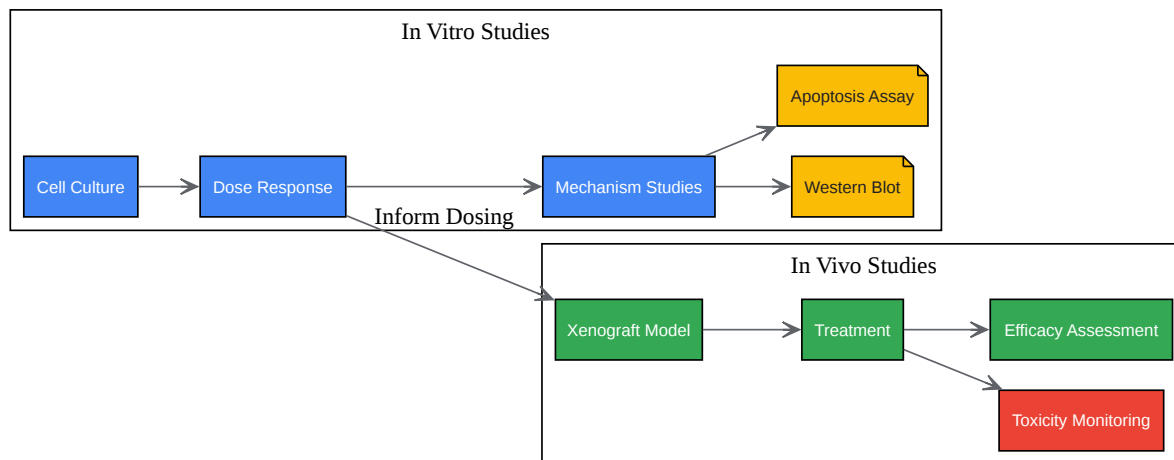 In Vitro Studies
Apoptosis Assay
Cell Culture
Dose Response
Mechanism Studies
Western Blot
Inform Dosing
In Vivo Studies
Xenograft Model
Treatment
Efficacy Assessment
Toxicity Monitoring